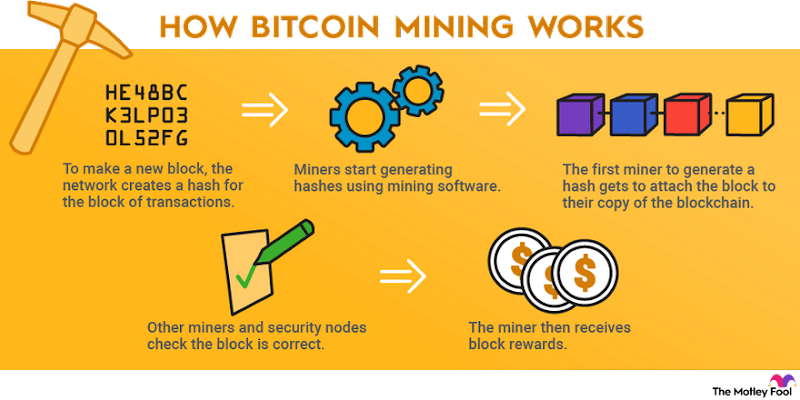 HOW BITCOIN MINING WORKS
HE48BC
K3LPO3
OL52FG
To make a new block, the
network creates a hash for
the block of transactions.
Miners start generating
hashes using mining software.
The first miner to generate a
hash gets to attach the block to
their copy of the blockchain.
Other miners and security nodes
check the block is correct.
The miner then receives
block rewards.
$
$
$
The Motley Fool